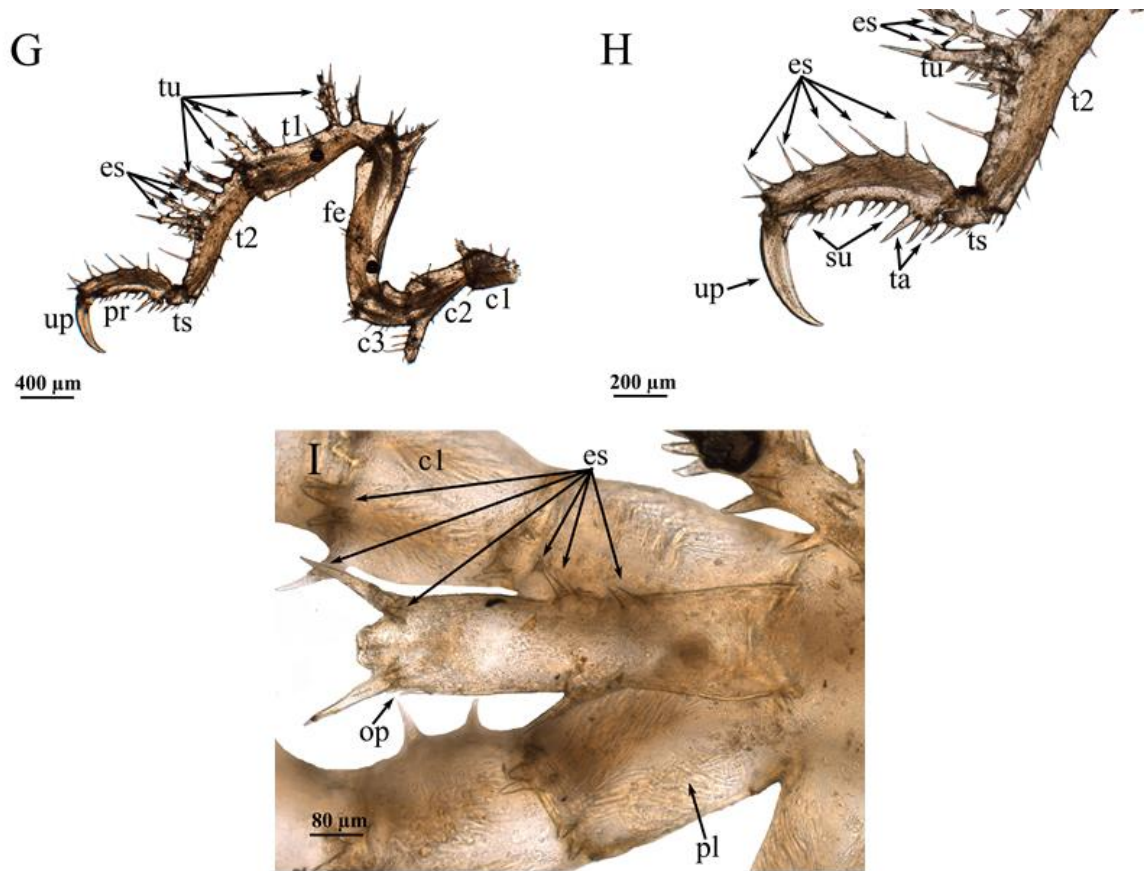 G
tu
t1
es
fe
t2
c1
c2
up
pr
ts
c3
400 µm
H
es
es
tu
t2
ts
su
ta
up
200 µm
I
c1
es
op
80 µm
pl